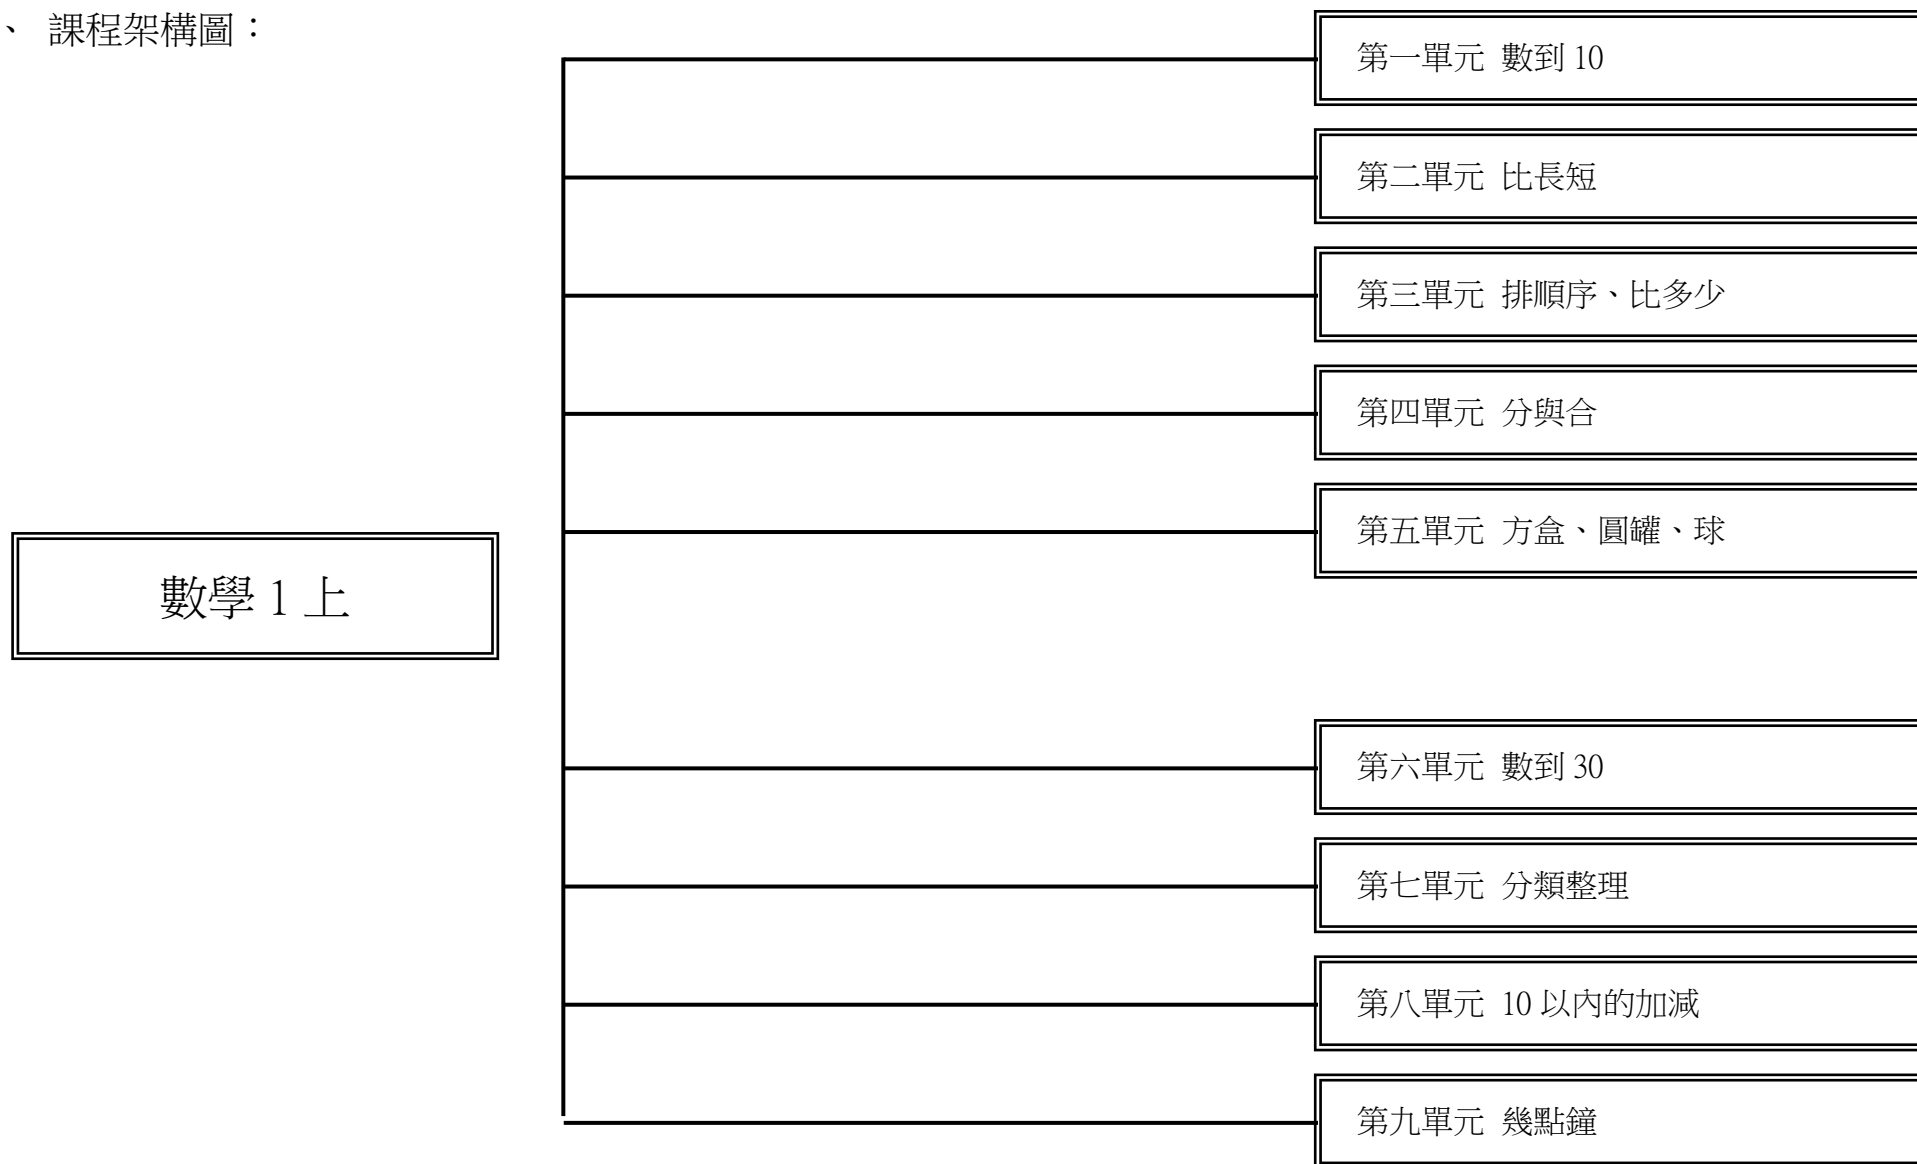 、 課程架構圖：
第一單元 數到 10
第二單元 比長短
第三單元 排順序、比多少
第四單元 分與合
第五單元 方盒、圓罐、球
數學 1 上
第六單元 數到 30
第七單元 分類整理
第八單元 10 以內的加減
第九單元 幾點鐘